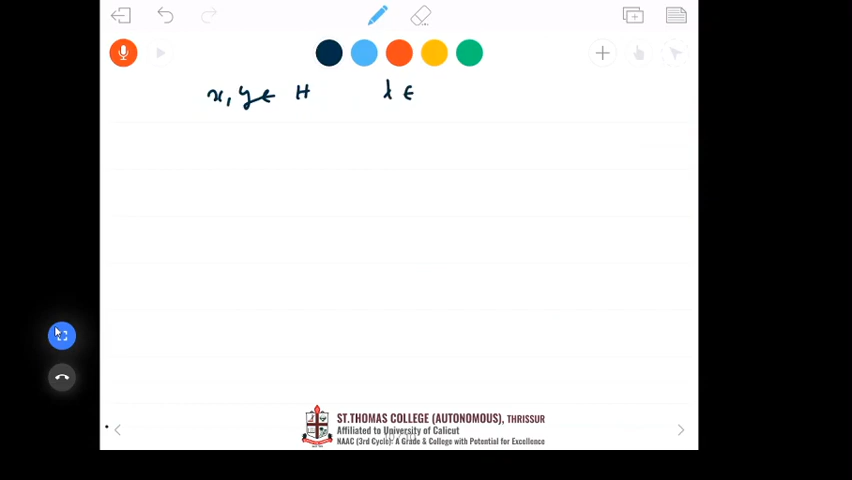 x, y ∈ H λ ∈
ST.THOMAS COLLEGE (AUTONOMOUS), THRISSUR
Affiliated to University of Calicut
NAAC (3rd Cycle): A Grade & College with Potential for Excellence